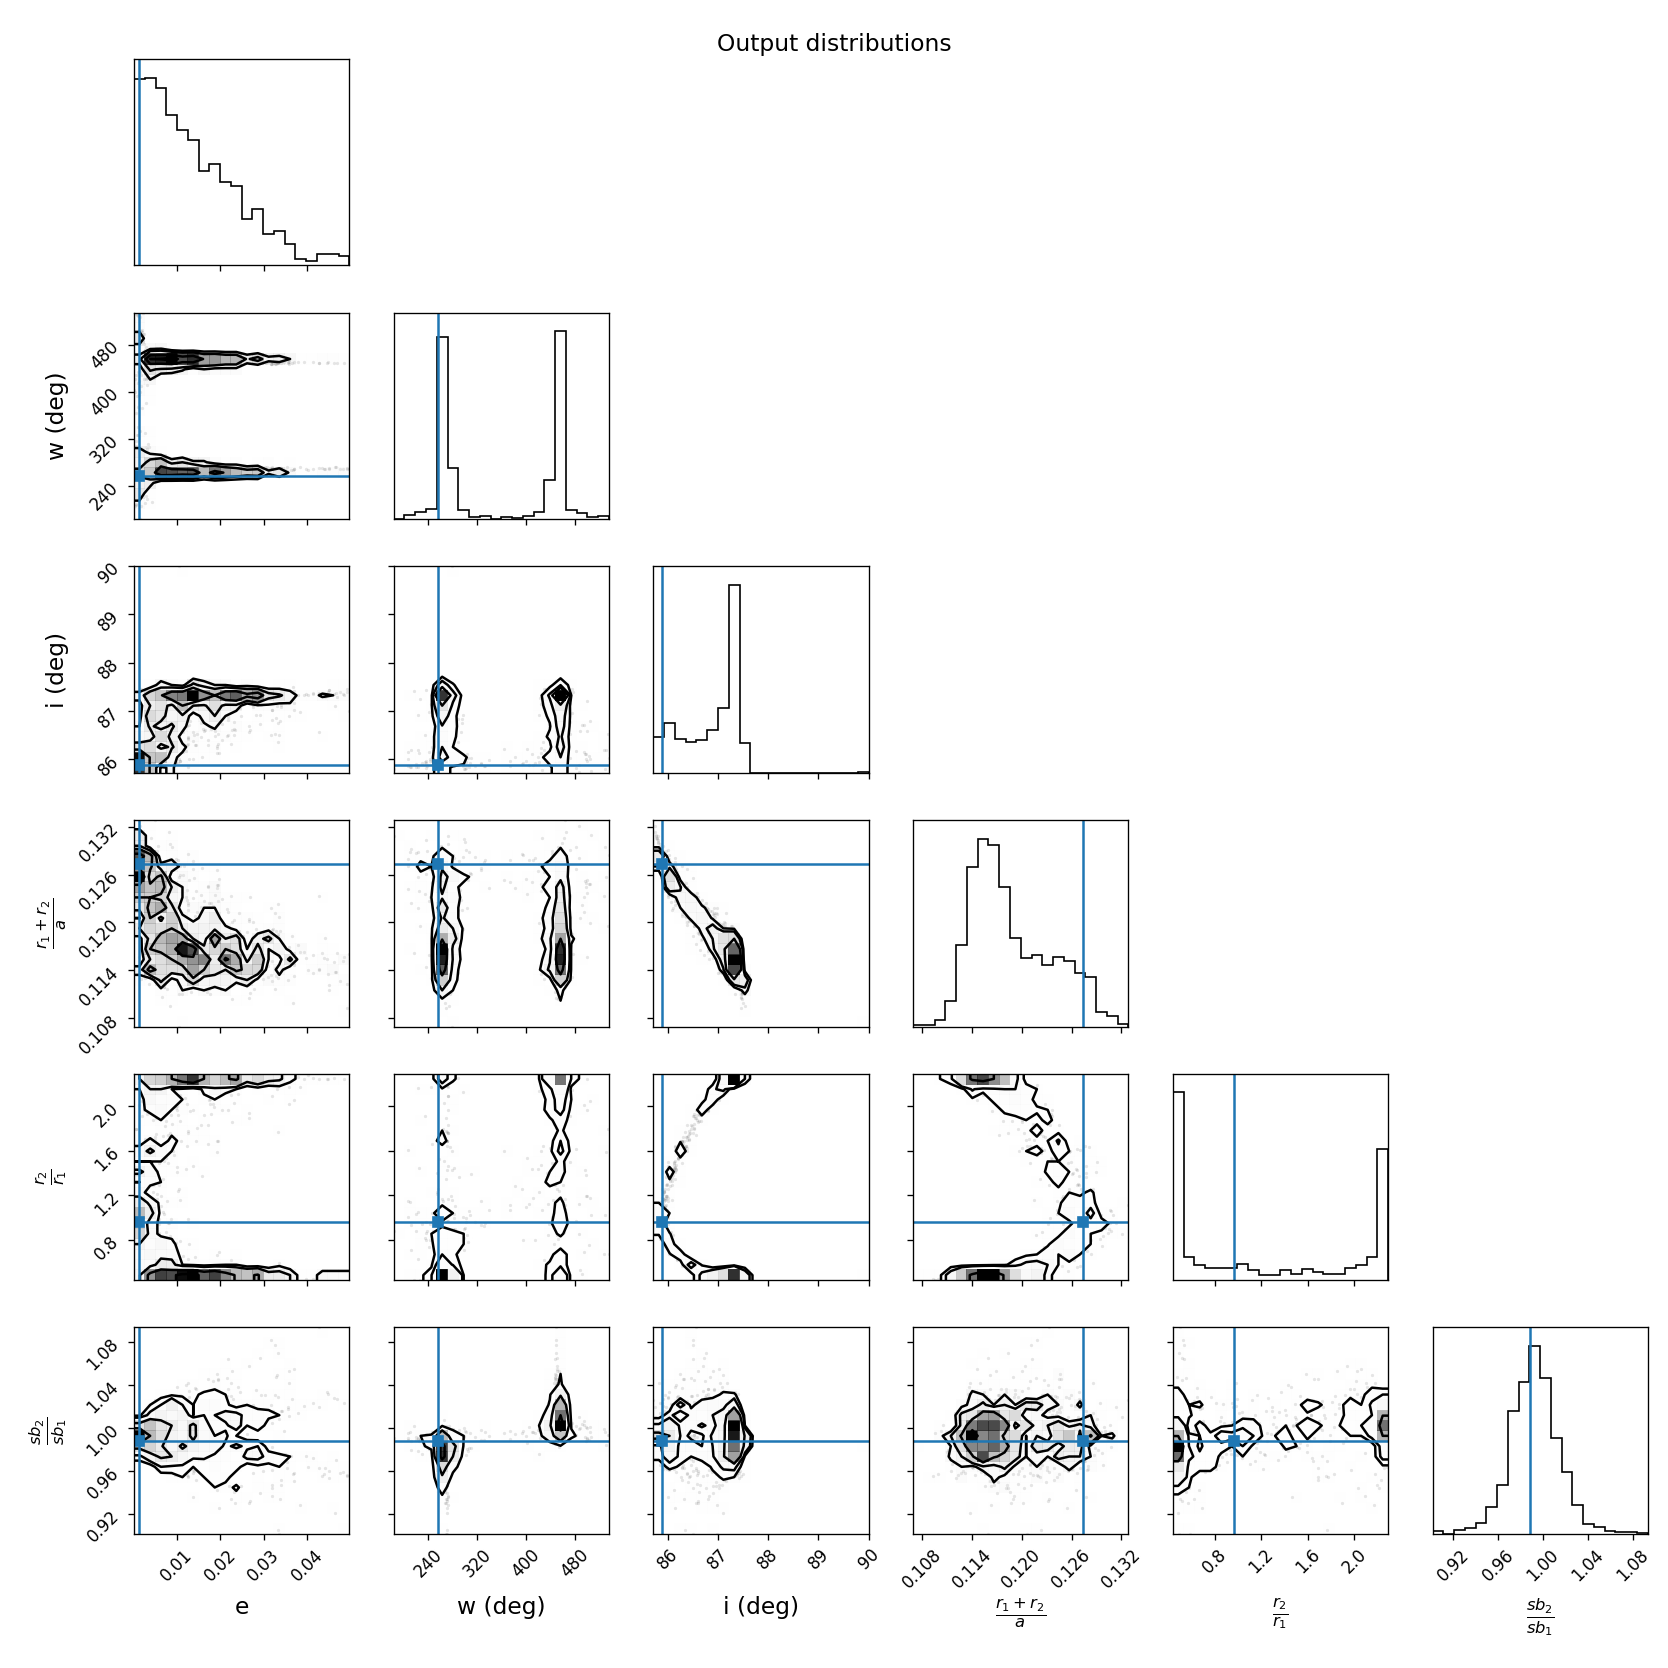 Output distributions
480
400
320
240
w (deg)
90
89
88
87
86
i (deg)
0.132
0.126
0.120
0.114
0.108
r₁ + r₂
a
2.0
1.6
1.2
0.8
r₂
r₁
1.08
1.04
1.00
0.96
0.92
sb₂
sb₁
0.01 0.02 0.03 0.04
240 320 400 480
86 87 88 89 90
0.108 0.114 0.120 0.126 0.132
0.8 1.2 1.6 2.0
0.92 0.96 1.00 1.04 1.08
e
w (deg)
i (deg)
r₁ + r₂
a
r₂
r₁
sb₂
sb₁